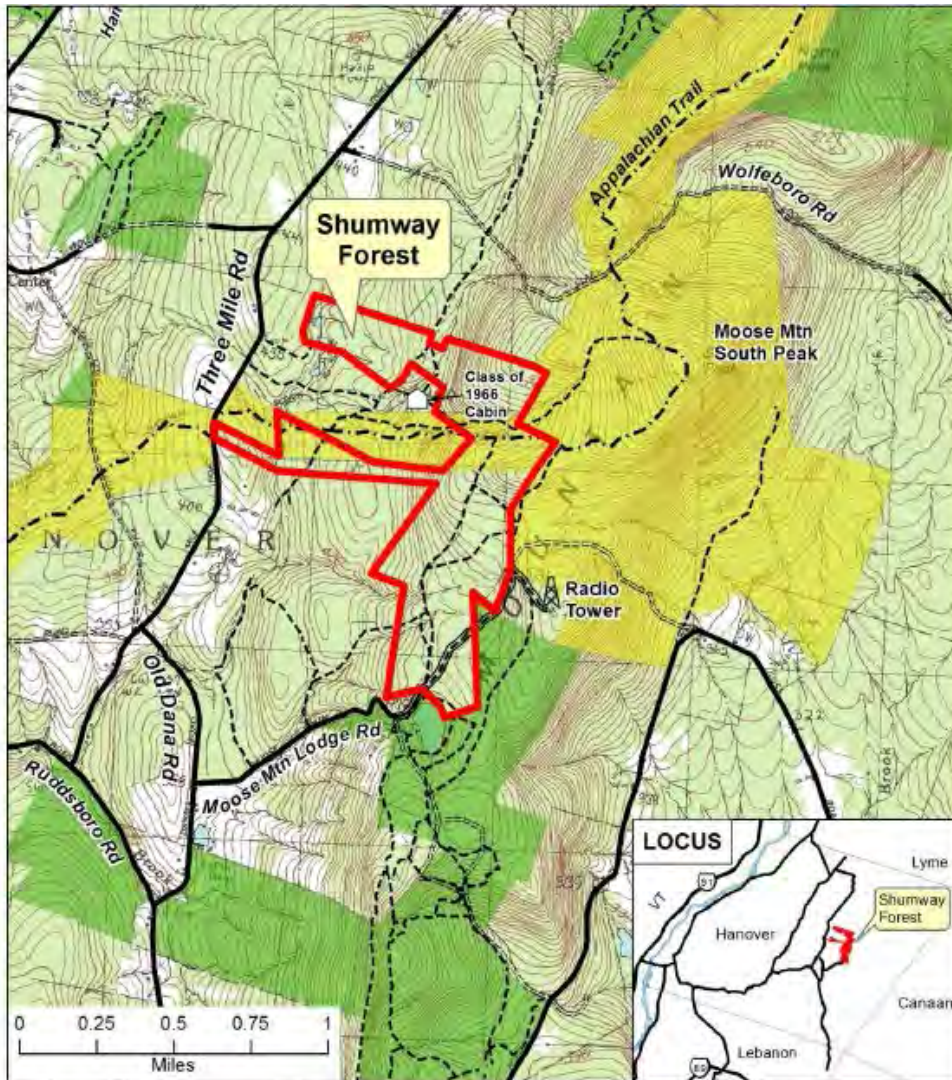 Appalachian Trail
Wolfeboro Rd
Shumway
Forest
Three Mile Rd
Center
Moose Mtn
South Peak
Class of
1966
Cabin
N O V E R
Radio
Tower
Old Dana Rd
Moose Mtn Lodge Rd
Ruddsboro Rd
Brook
Brook
LOCUS
Lyme
VT
Shumway
Forest
Hanover
Canaan
Lebanon
0 0.25 0.5 0.75 1
Miles